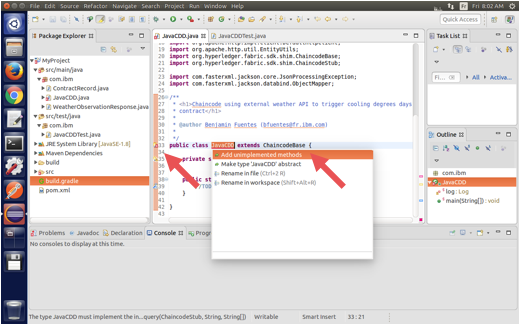 File Edit Source Refactor Navigate Search Project Run Window Help
Fr 8:02 AM
Quick Access
Package Explorer
MyProject
src/main/java
com.ibm
ContractRecord.java
JavaCDD.java
WeatherObservationResponse.java
src/test/java
com.ibm
JavaCDDTest.java
JRE System Library [JavaSE-1.8]
Maven Dependencies
build
src
build.gradle
pom.xml
JavaCDD.java
JavaCDDTest.java
import org.apache.http.util.EntityUtils;
import org.hyperledger.fabric.sdk.shim.ChaincodeBase;
import org.hyperledger.fabric.sdk.shim.ChaincodeStub;
import com.fasterxml.jackson.core.JsonProcessingException;
import com.fasterxml.jackson.databind.ObjectMapper;
/**
* <h1>Chaincode using external weather API to trigger cooling degrees days
* contract</h1>
*
* @author Benjamin Fuentes (bfuentes@fr.ibm.com)
*
*/
public class JavaCDD extends ChaincodeBase {
Add unimplemented methods
Make type 'JavaCDD' abstract
Rename in file (Ctrl+2 R)
Rename in workspace (Shift+Alt+R)
private s
public st
//TOD
}
}
Task List
Find
All
Activate...
Outline
com.ibm
JavaCDD
log : Log
main(String[]) : void
Problems
Javadoc
Declaration
Console
Progr
No consoles to display at this time.
The type JavaCDD must implement the in...query(ChaincodeStub, String, String[])
Writable
Smart Insert
33 : 21